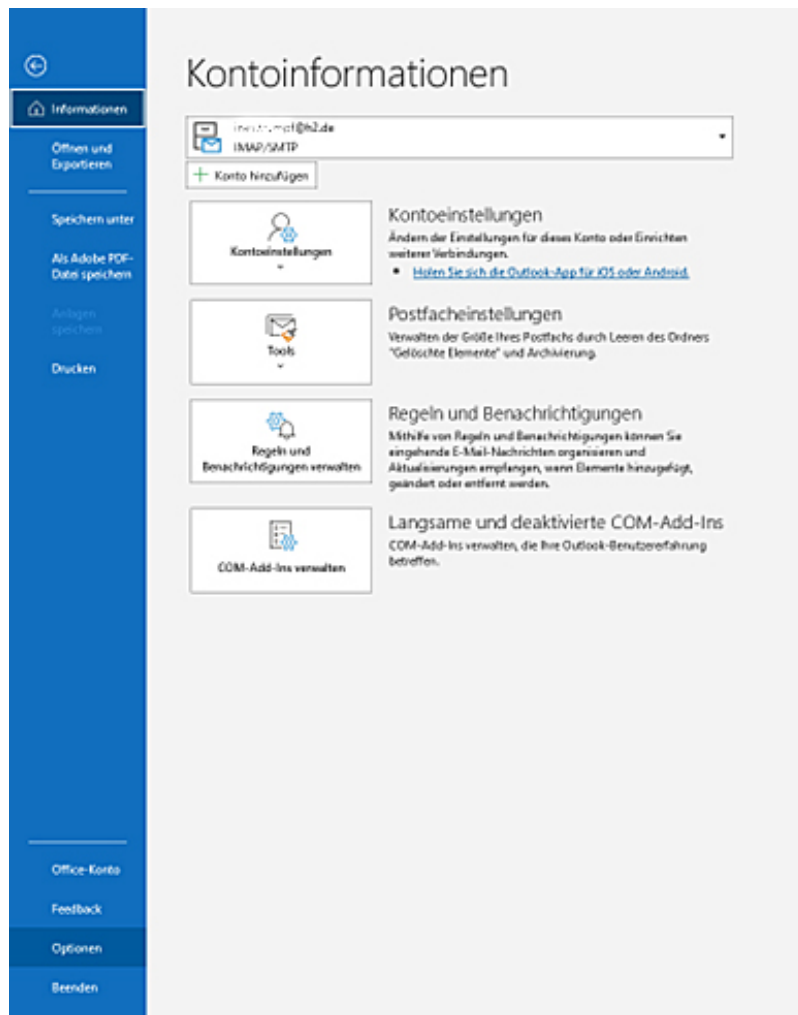 Kontoinformationen
Informationen
Öffnen und
Exportieren
Speichern unter
Als Adobe PDF-
Datei speichern
Anlagen
speichern
Drucken
Office-Konto
Feedback
Optionen
Beenden
@h2.de
IMAP/SMTP
Konto hinzufügen
Kontoeinstellungen
Kontoeinstellungen
Ändern der Einstellungen für dieses Konto oder Einrichten
weiterer Verbindungen.
Holen Sie sich die Outlook-App für iOS oder Android.
Tools
Postfacheinstellungen
Verwalten der Größe Ihres Postfachs durch Leeren des Ordners
"Gelöschte Elemente" und Archivierung.
Regeln und
Benachrichtigungen verwalten
Regeln und Benachrichtigungen
Mithilfe von Regeln und Benachrichtigungen können Sie
eingehende E-Mail-Nachrichten organisieren und
Aktualisierungen empfangen, wenn Elemente hinzugefügt,
geändert oder entfernt werden.
COM-Add-Ins verwalten
Langsame und deaktivierte COM-Add-Ins
COM-Add-Ins verwalten, die Ihre Outlook-Benutzererfahrung
betreffen.